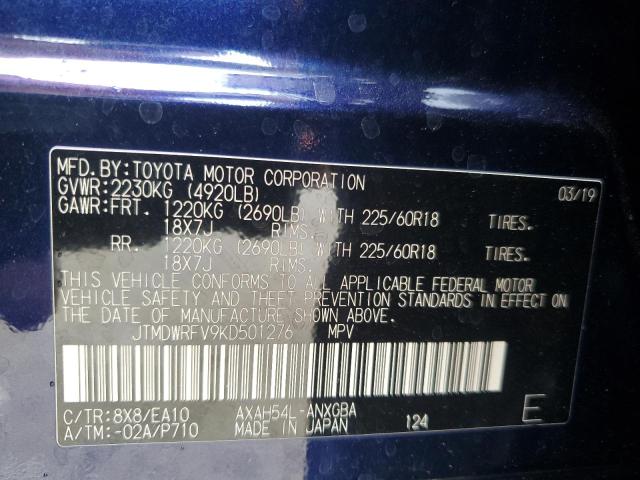 MFD.BY:TOYOTA MOTOR CORPORATION 03/19
GVWR:2230KG (4920LB)
GAWR:FRT. 1220KG (2690LB) WITH 225/60R18 TIRES.
18X7J RIMS.
RR. 1220KG (2690LB) WITH 225/60R18 TIRES.
18X7J RIMS.
THIS VEHICLE CONFORMS TO ALL APPLICABLE FEDERAL MOTOR
VEHICLE SAFETY AND THEFT PREVENTION STANDARDS IN EFFECT ON
THE DATE OF MANUFACTURE SHOWN ABOVE.
JTMDWRFV9KD501276 MPV
C/TR:8X8/EA10 AXAH54L-ANXGBA
A/TM:-02A/P710 MADE IN JAPAN 124 E